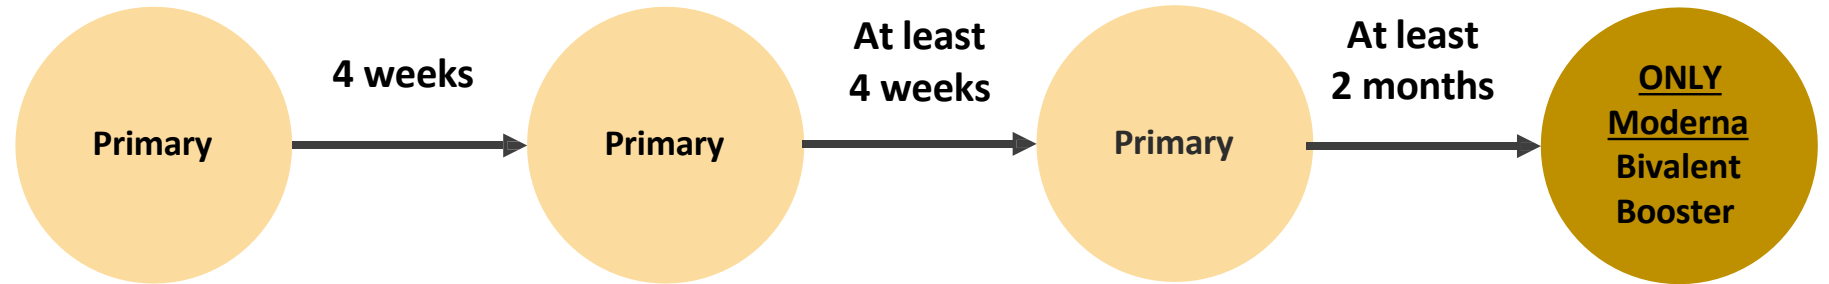 Primary
4 weeks
Primary
At least
4 weeks
Primary
At least
2 months
ONLY
Moderna
Bivalent
Booster